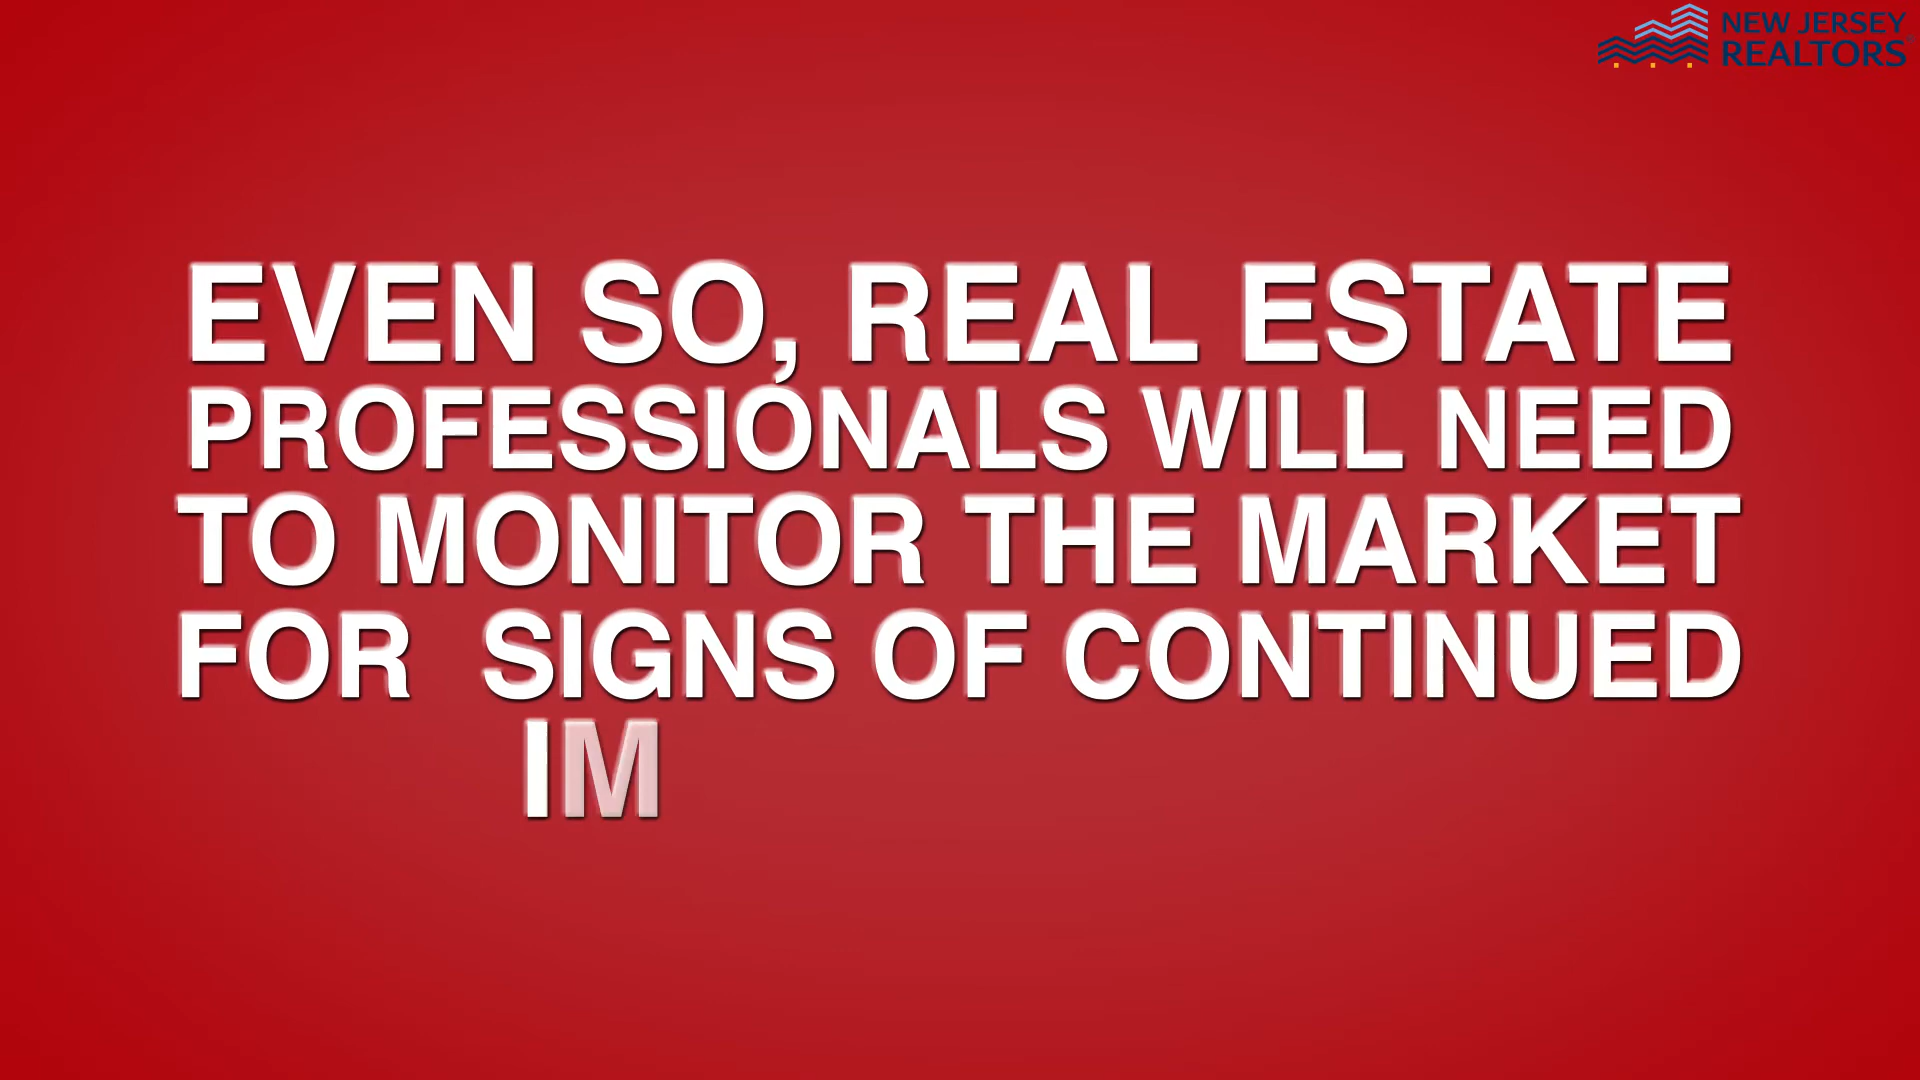 NEW JERSEY
REALTORS®
EVEN SO, REAL ESTATE
PROFESSIONALS WILL NEED
TO MONITOR THE MARKET
FOR  SIGNS OF CONTINUED
IM